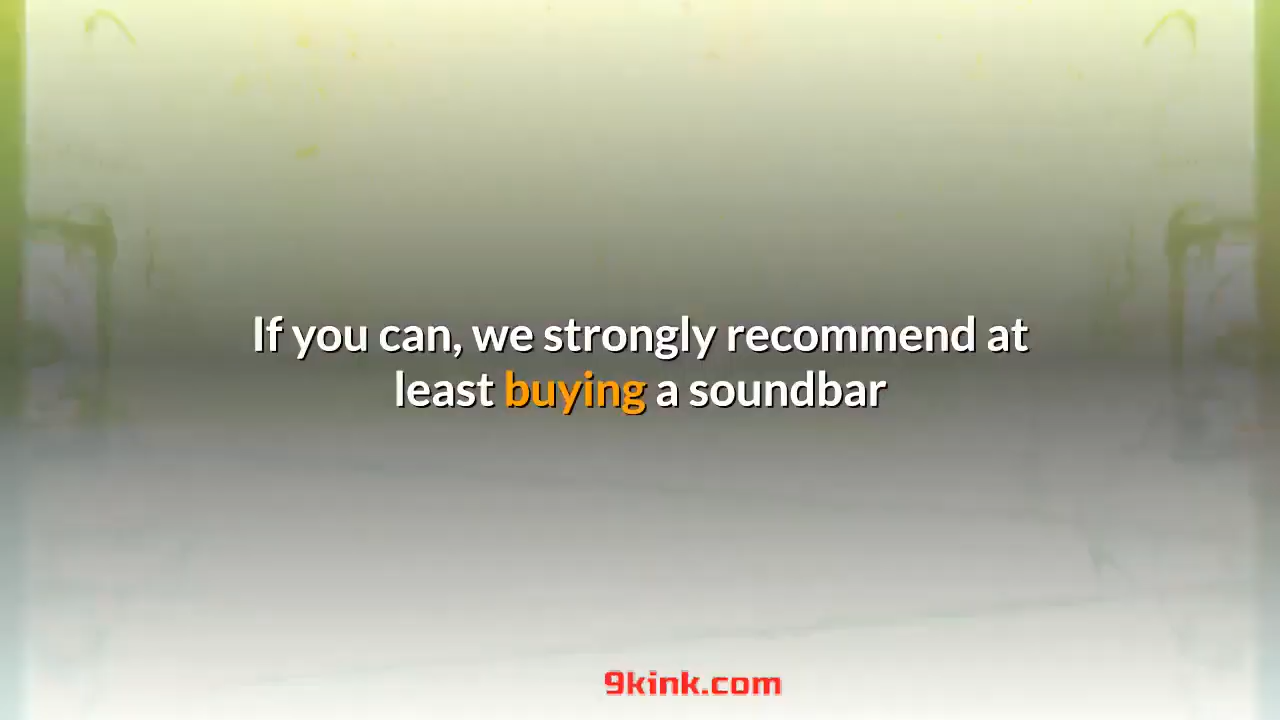 If you can, we strongly recommend at
least buying a soundbar
9kink.com